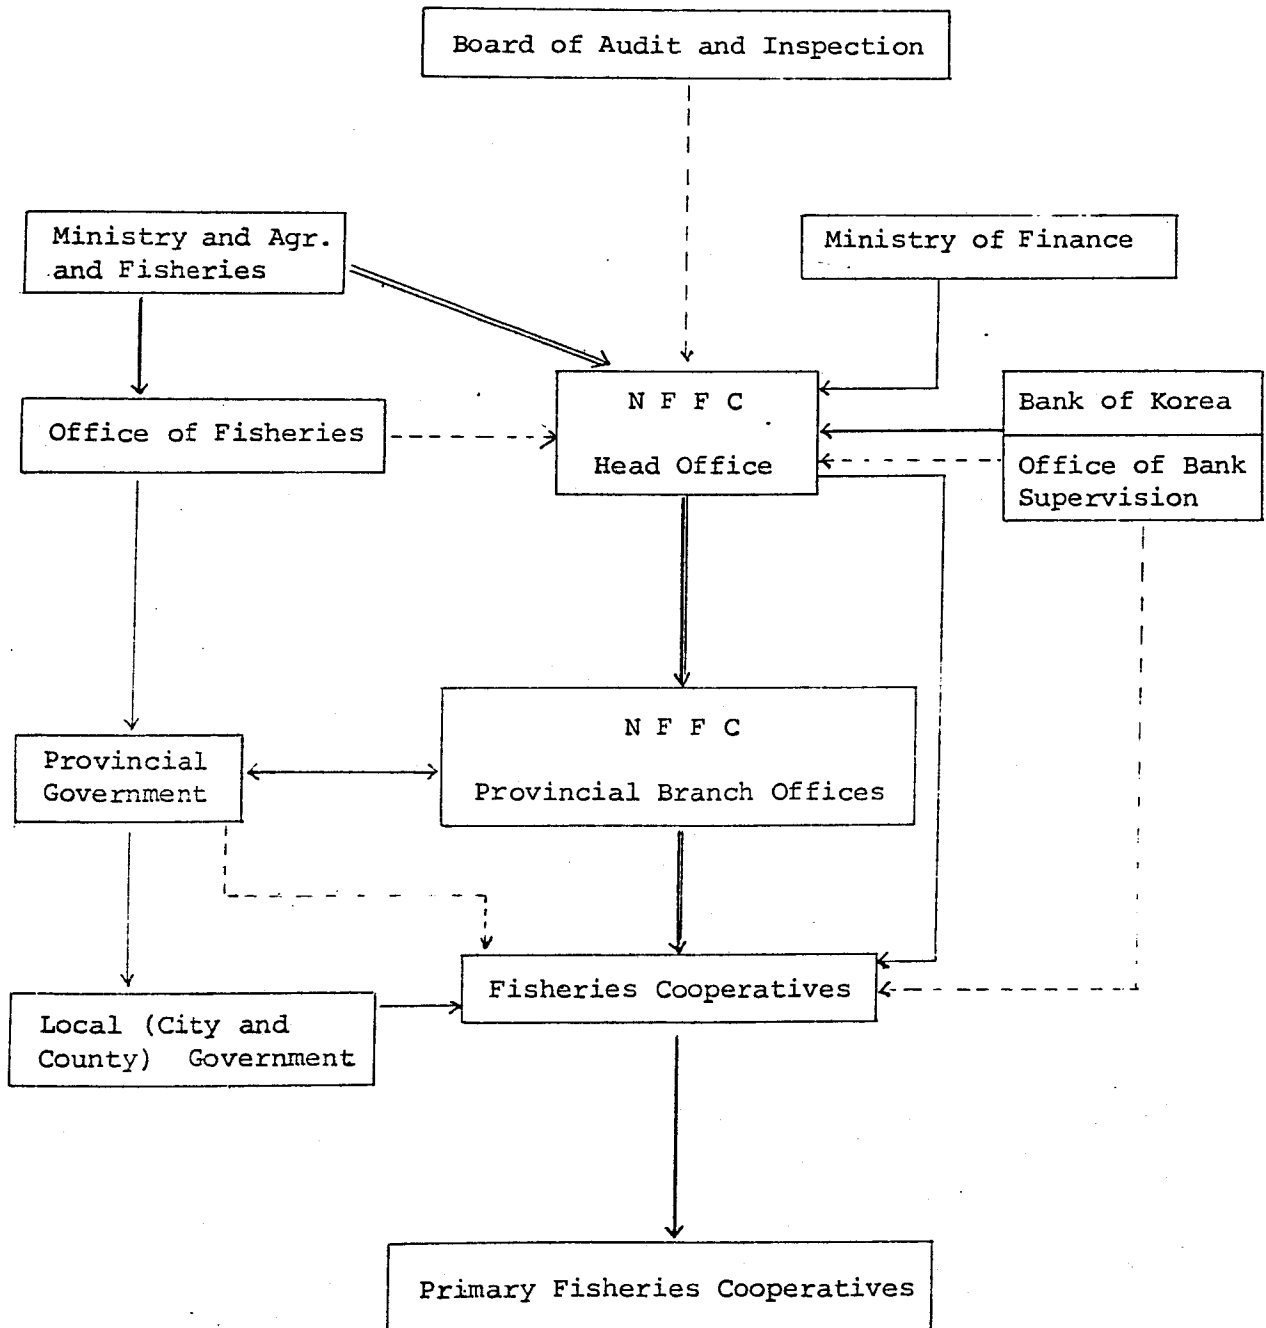 Board of Audit and Inspection
Ministry and Agr.
and Fisheries
Ministry of Finance
N F F C
Head Office
Bank of Korea
Office of Bank
Supervision
Office of Fisheries
N F F C
Provincial Branch Offices
Provincial
Government
Fisheries Cooperatives
Local (City and
County) Government
Primary Fisheries Cooperatives